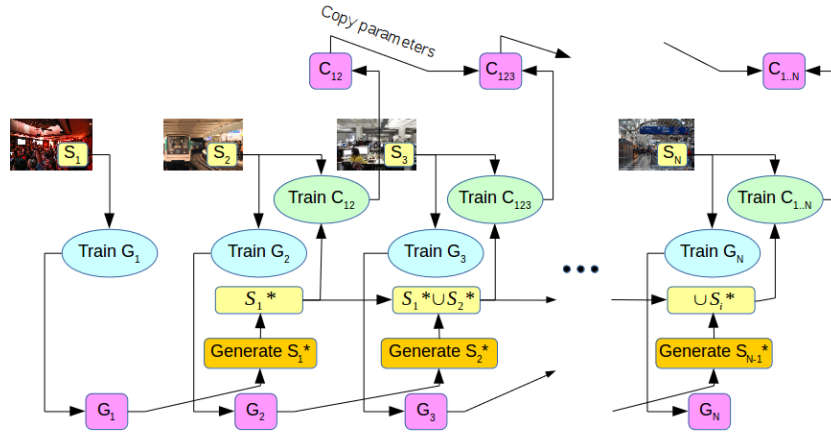 Copy parameters
C12
C123
C1..N
S1
S2
S3
SN
Train C12
Train C123
Train C1..N
Train G1
Train G2
Train G3
Train GN
...
S1*
S1*∪S2*
∪Si*
Generate S1*
Generate S2*
Generate SN-1*
G1
G2
G3
GN